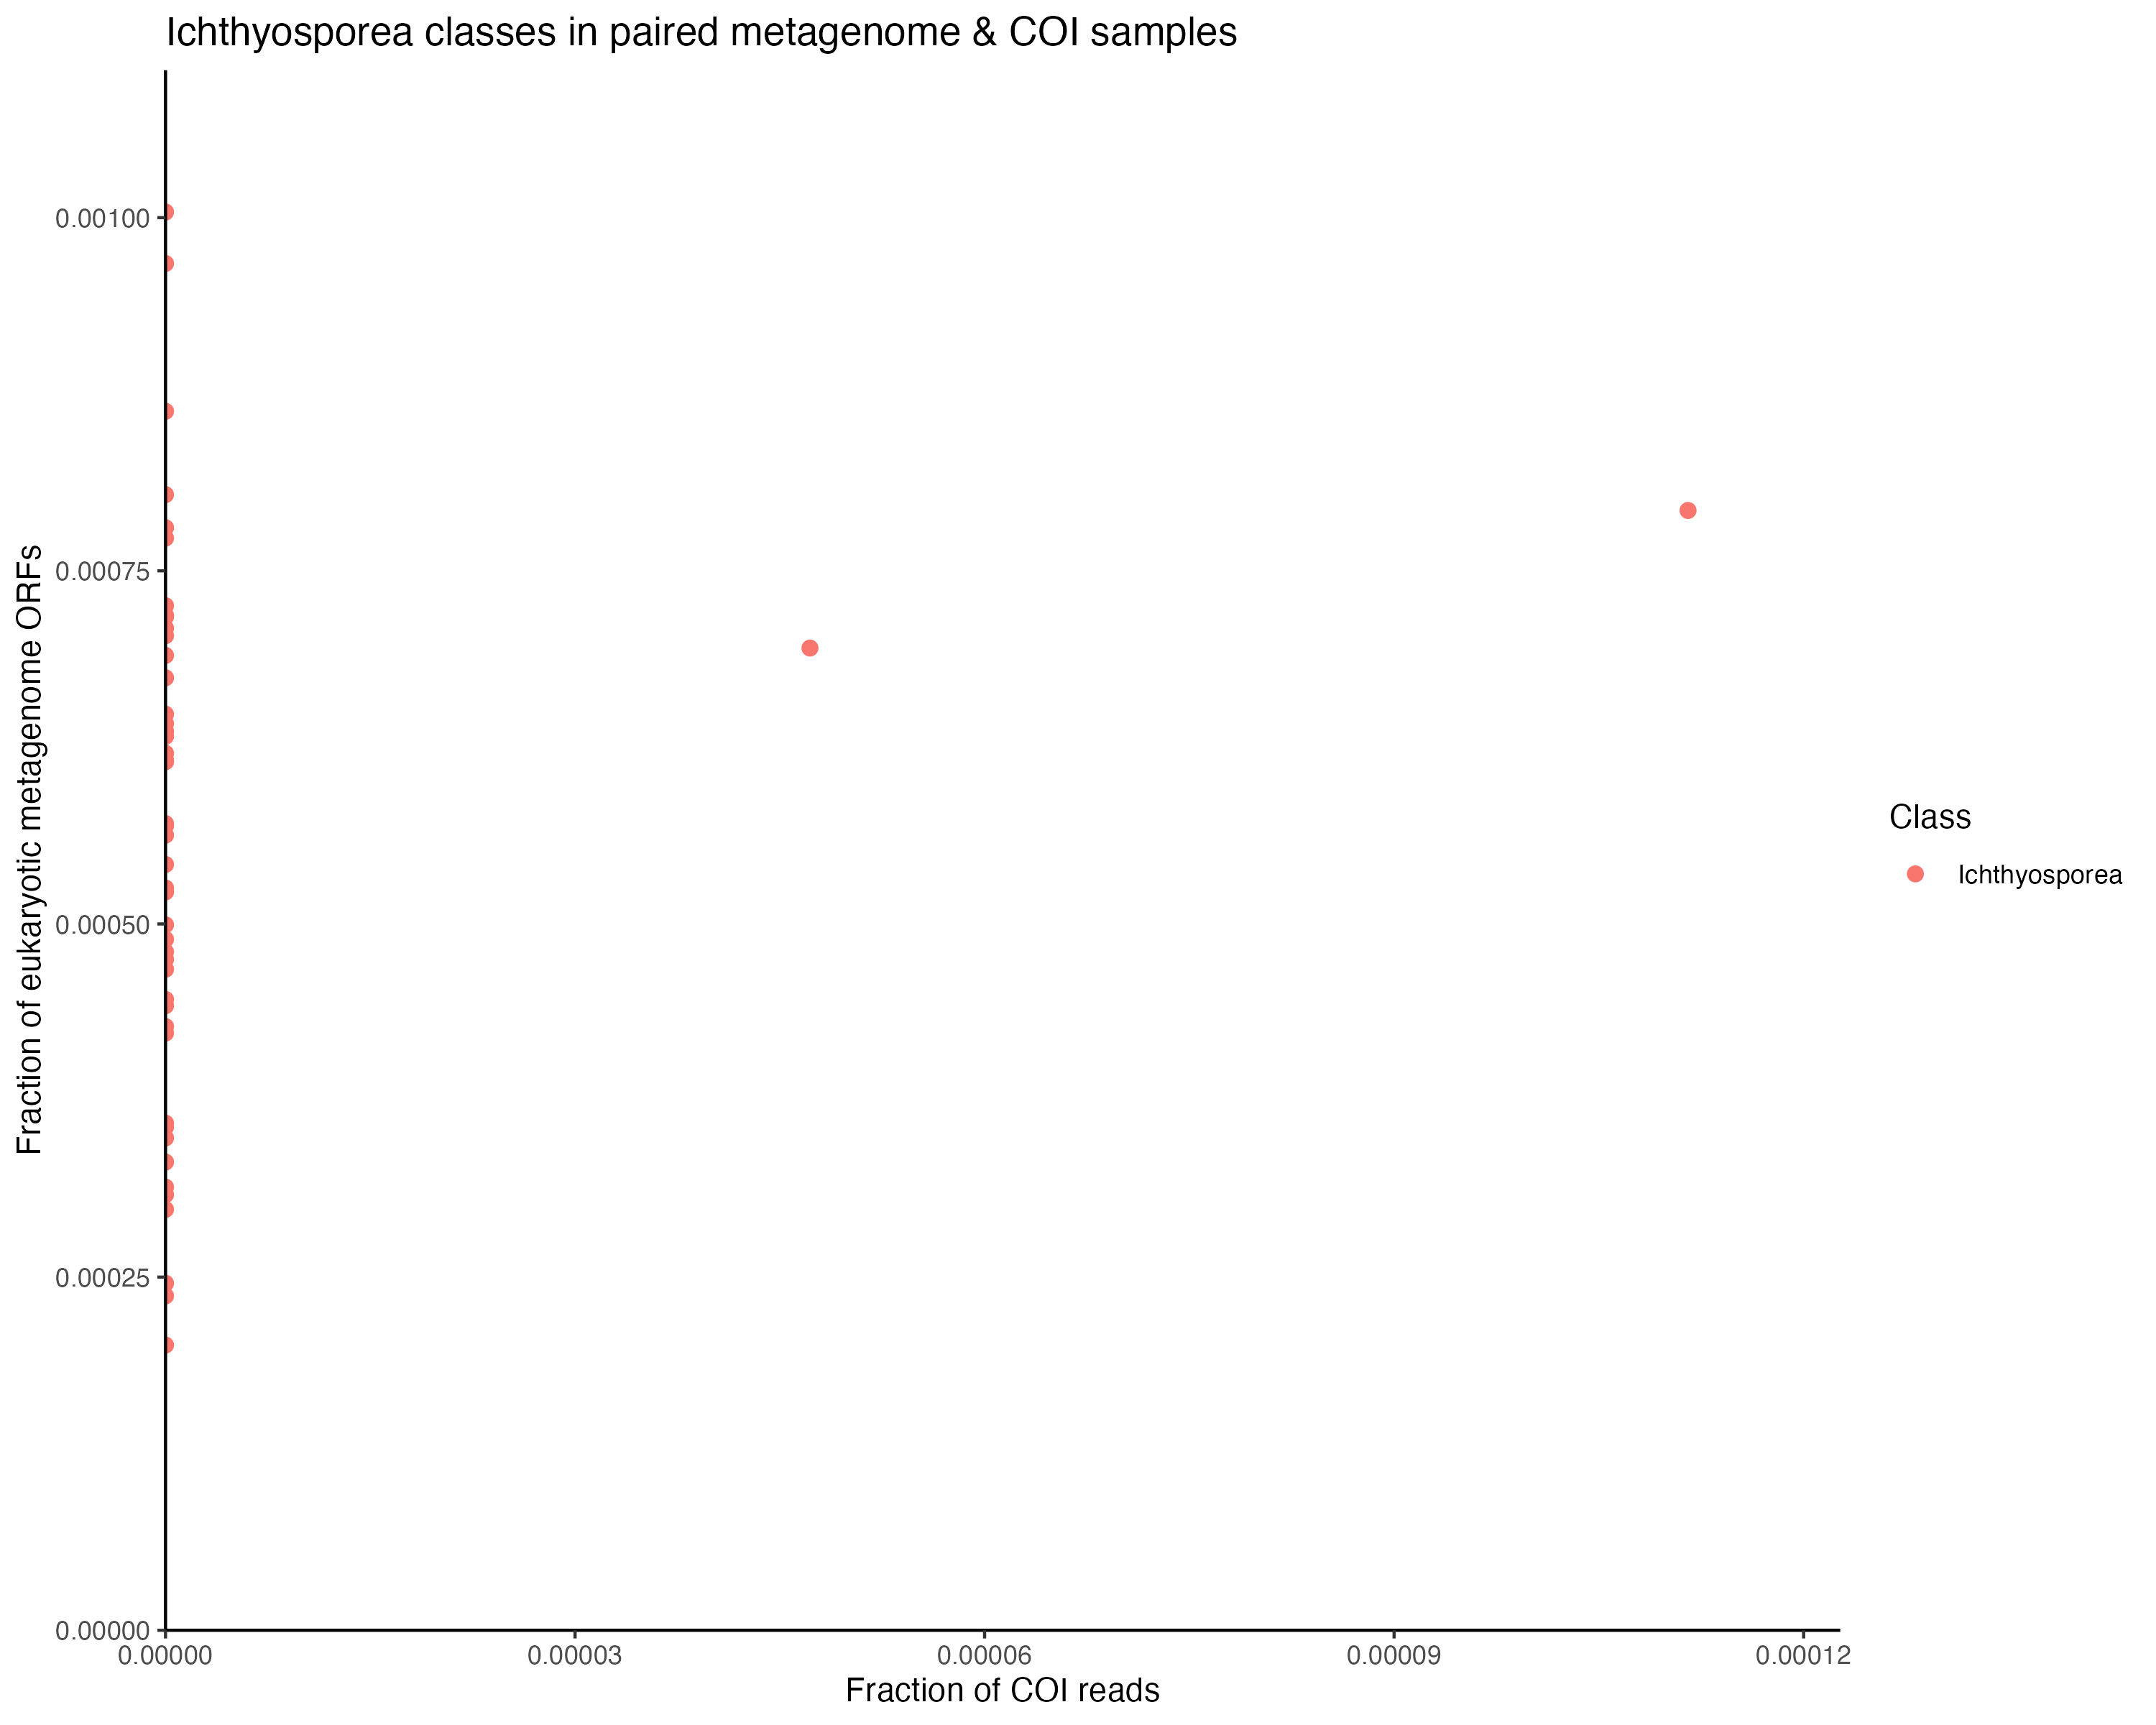 Ichthyosporea classes in paired metagenome & COI samples
Fraction of eukaryotic metagenome ORFs
0.00100
0.00075
0.00050
0.00025
0.00000
0.00000 0.00003 0.00006 0.00009 0.00012
Fraction of COI reads
Class
Ichthyosporea